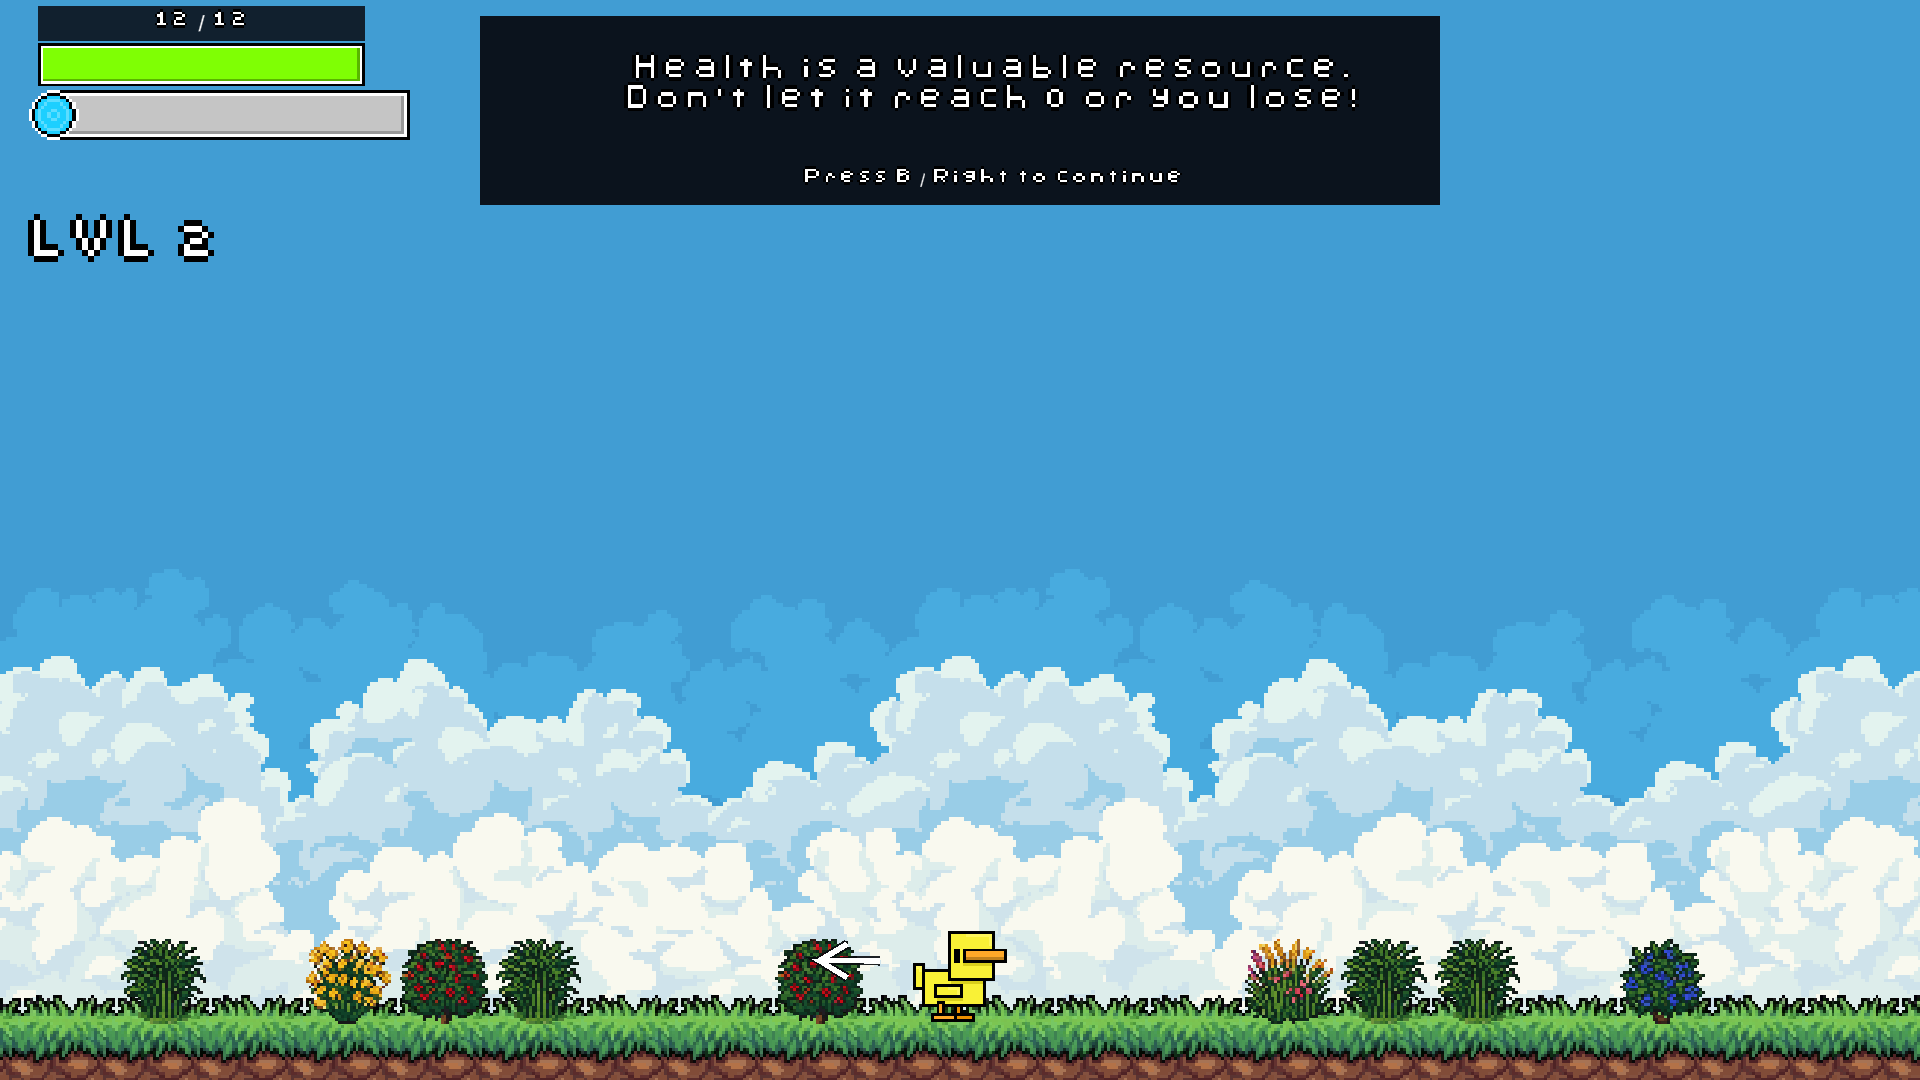 12 / 12
Health is a valuable resource.
Don't let it reach 0 or you lose!
Press B / Right to Continue
LVL 2